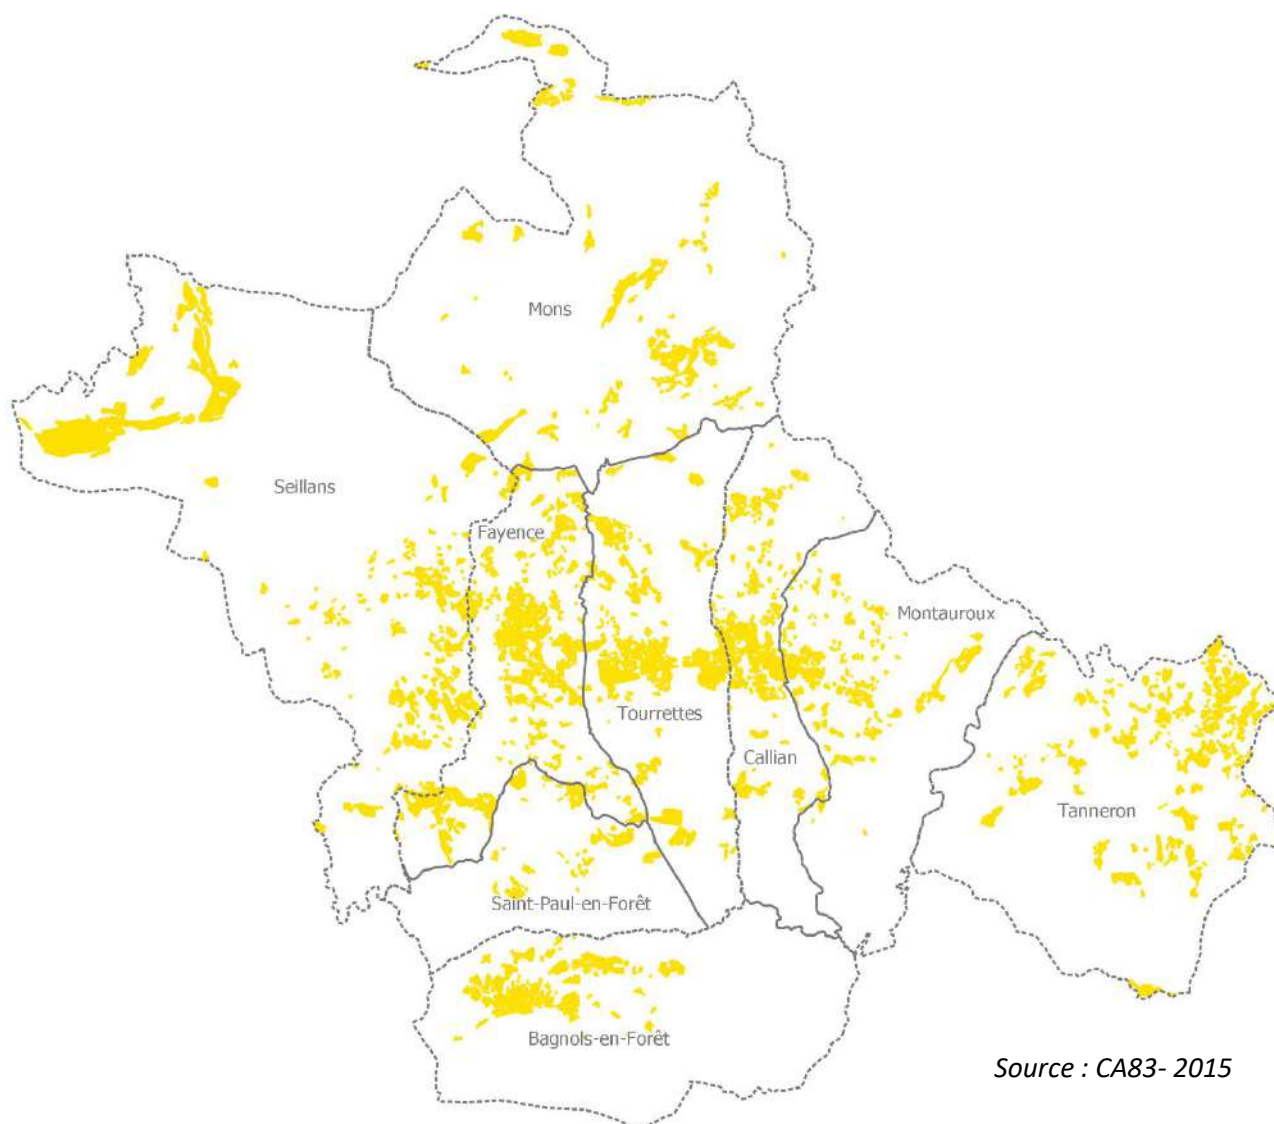 Mons
Seillans
Fayence
Montauroux
Tourrettes
Callian
Tanneron
Saint-Paul-en-Forêt
Bagnols-en-Forêt
Source : CA83- 2015